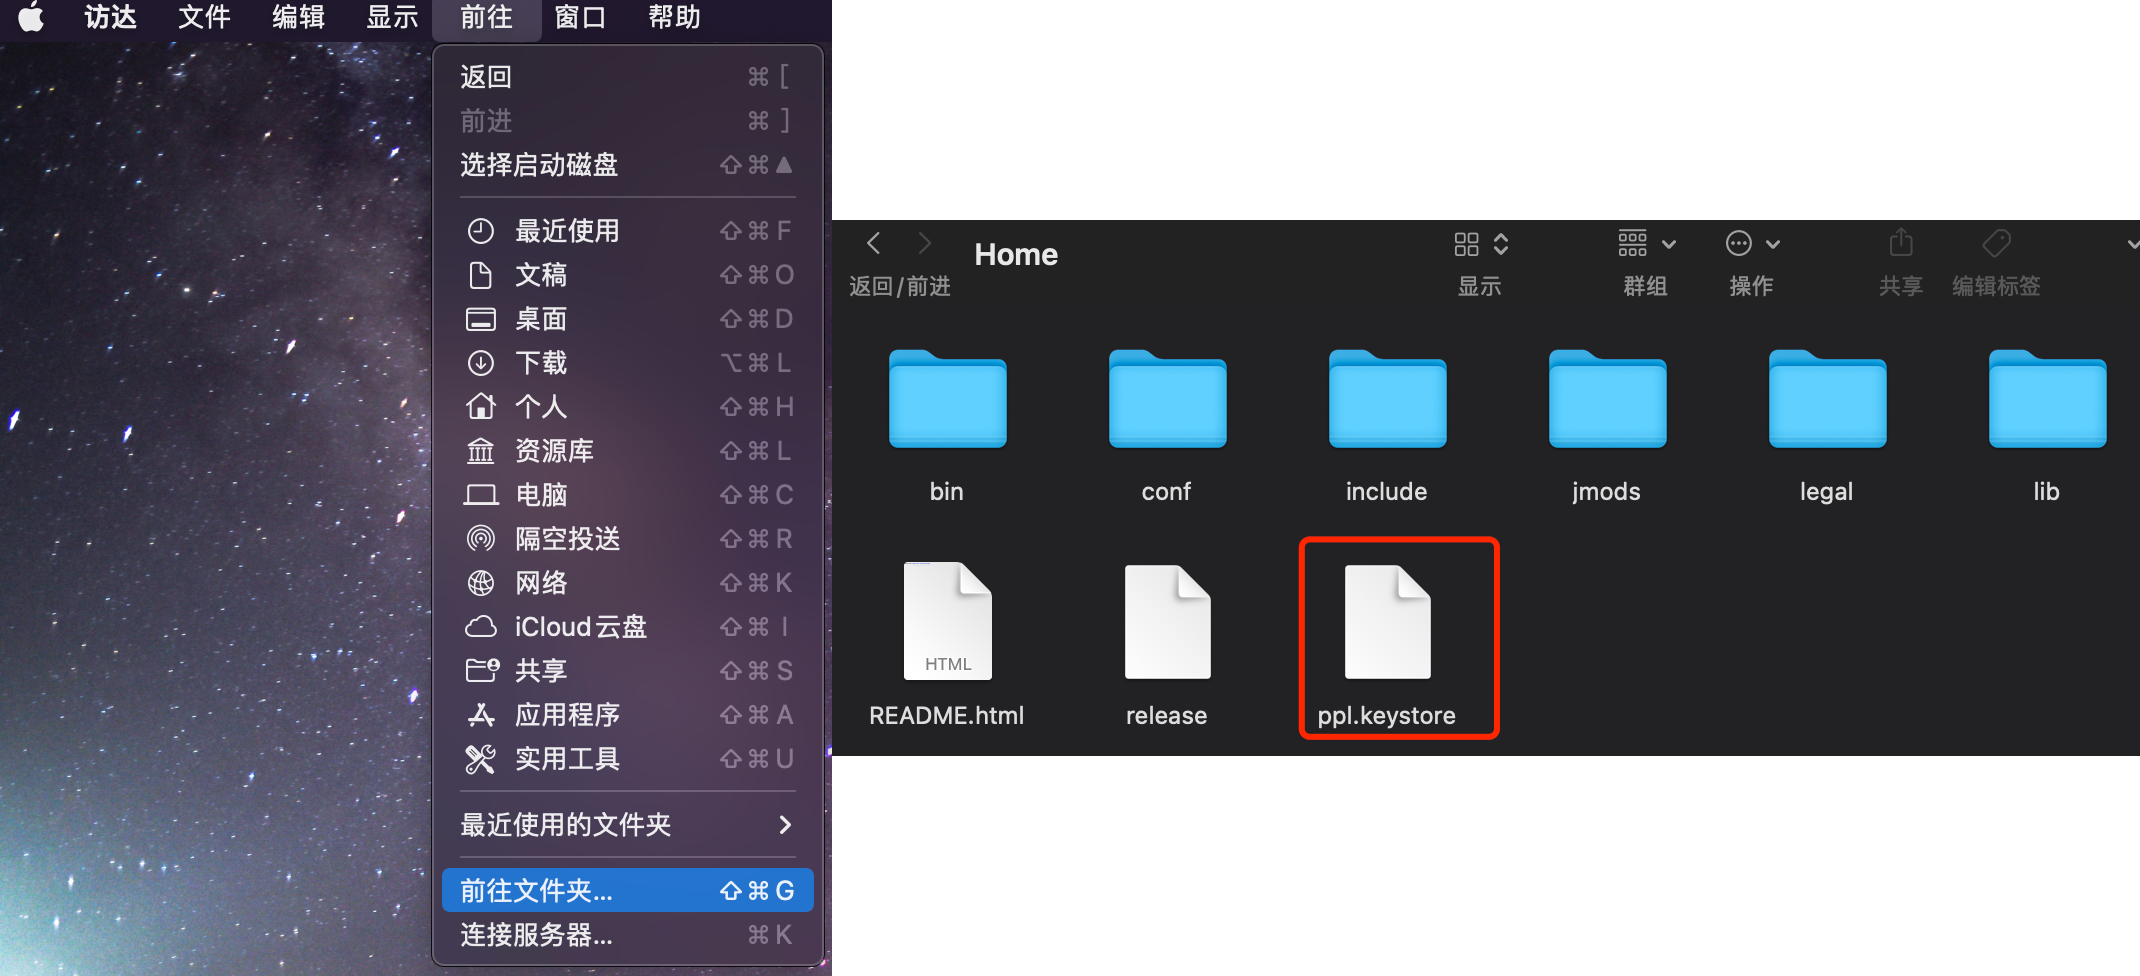 访达 文件 编辑 显示 前往 窗口 帮助
返回 ⌘ [
前进 ⌘ ]
选择启动磁盘 ⇧⌘▲
最近使用 ⇧⌘F
文稿 ⇧⌘O
桌面 ⇧⌘D
下载 ⌥⌘L
个人 ⇧⌘H
资源库 ⇧⌘L
电脑 ⇧⌘C
隔空投送 ⇧⌘R
网络 ⇧⌘K
iCloud云盘 ⇧⌘I
共享 ⇧⌘S
应用程序 ⇧⌘A
实用工具 ⇧⌘U
最近使用的文件夹
前往文件夹... ⇧⌘G
连接服务器... ⌘K
Home
返回/前进 显示 群组 操作 共享 编辑标签
bin conf include jmods legal lib
HTML
README.html release ppl.keystore